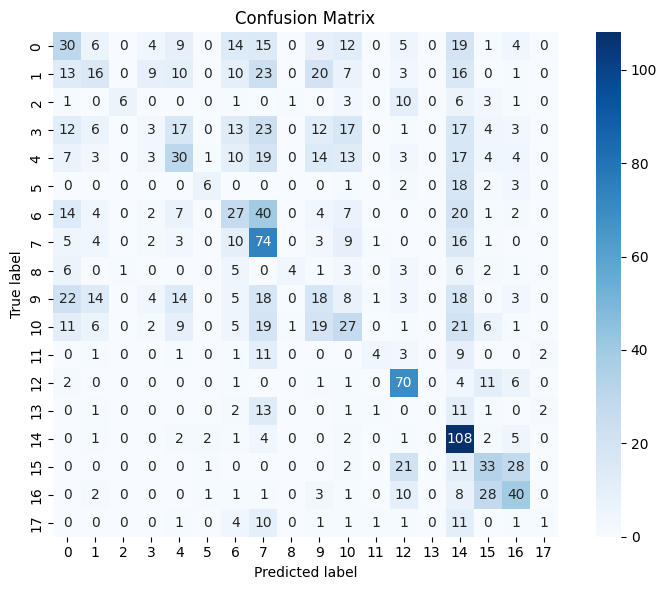 Confusion Matrix
0 30 6 0 4 9 0 14 15 0 9 12 0 5 0 19 1 4 0
1 13 16 0 9 10 0 10 23 0 20 7 0 3 0 16 0 1 0
2 1 0 6 0 0 0 1 0 1 0 3 0 10 0 6 3 1 0
3 12 6 0 3 17 0 13 23 0 12 17 0 1 0 17 4 3 0
4 7 3 0 3 30 1 10 19 0 14 13 0 3 0 17 4 4 0
5 0 0 0 0 0 6 0 0 0 0 1 0 2 0 18 2 3 0
6 14 4 0 2 7 0 27 40 0 4 7 0 0 0 20 1 2 0
7 5 4 0 2 3 0 10 74 0 3 9 1 0 0 16 1 0 0
8 6 0 1 0 0 0 5 0 4 1 3 0 3 0 6 2 1 0
9 22 14 0 4 14 0 5 18 0 18 8 1 3 0 18 0 3 0
10 11 6 0 2 9 0 5 19 1 19 27 0 1 0 21 6 1 0
11 0 1 0 0 1 0 1 11 0 0 0 4 3 0 9 0 0 2
12 2 0 0 0 0 0 1 0 0 1 1 0 70 0 4 11 6 0
13 0 1 0 0 0 0 2 13 0 0 1 1 0 0 11 1 0 2
14 0 1 0 0 2 2 1 4 0 0 2 0 1 0 108 2 5 0
15 0 0 0 0 0 1 0 0 0 0 2 0 21 0 11 33 28 0
16 0 2 0 0 0 1 1 1 0 3 1 0 10 0 8 28 40 0
17 0 0 0 0 1 0 4 10 0 1 1 1 1 0 11 0 1 1
0 1 2 3 4 5 6 7 8 9 10 11 12 13 14 15 16 17
Predicted label
True label
100
80
60
40
20
0